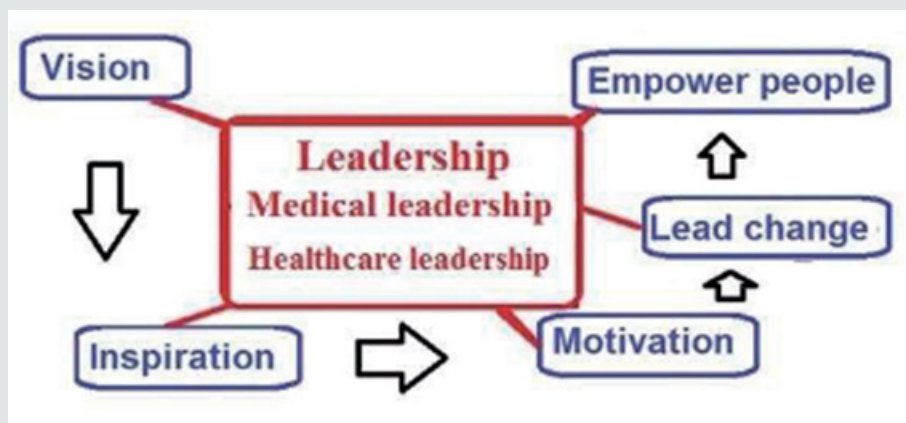 Vision
Empower people
Leadership
Medical leadership
Lead change
Healthcare leadership
Inspiration
Motivation